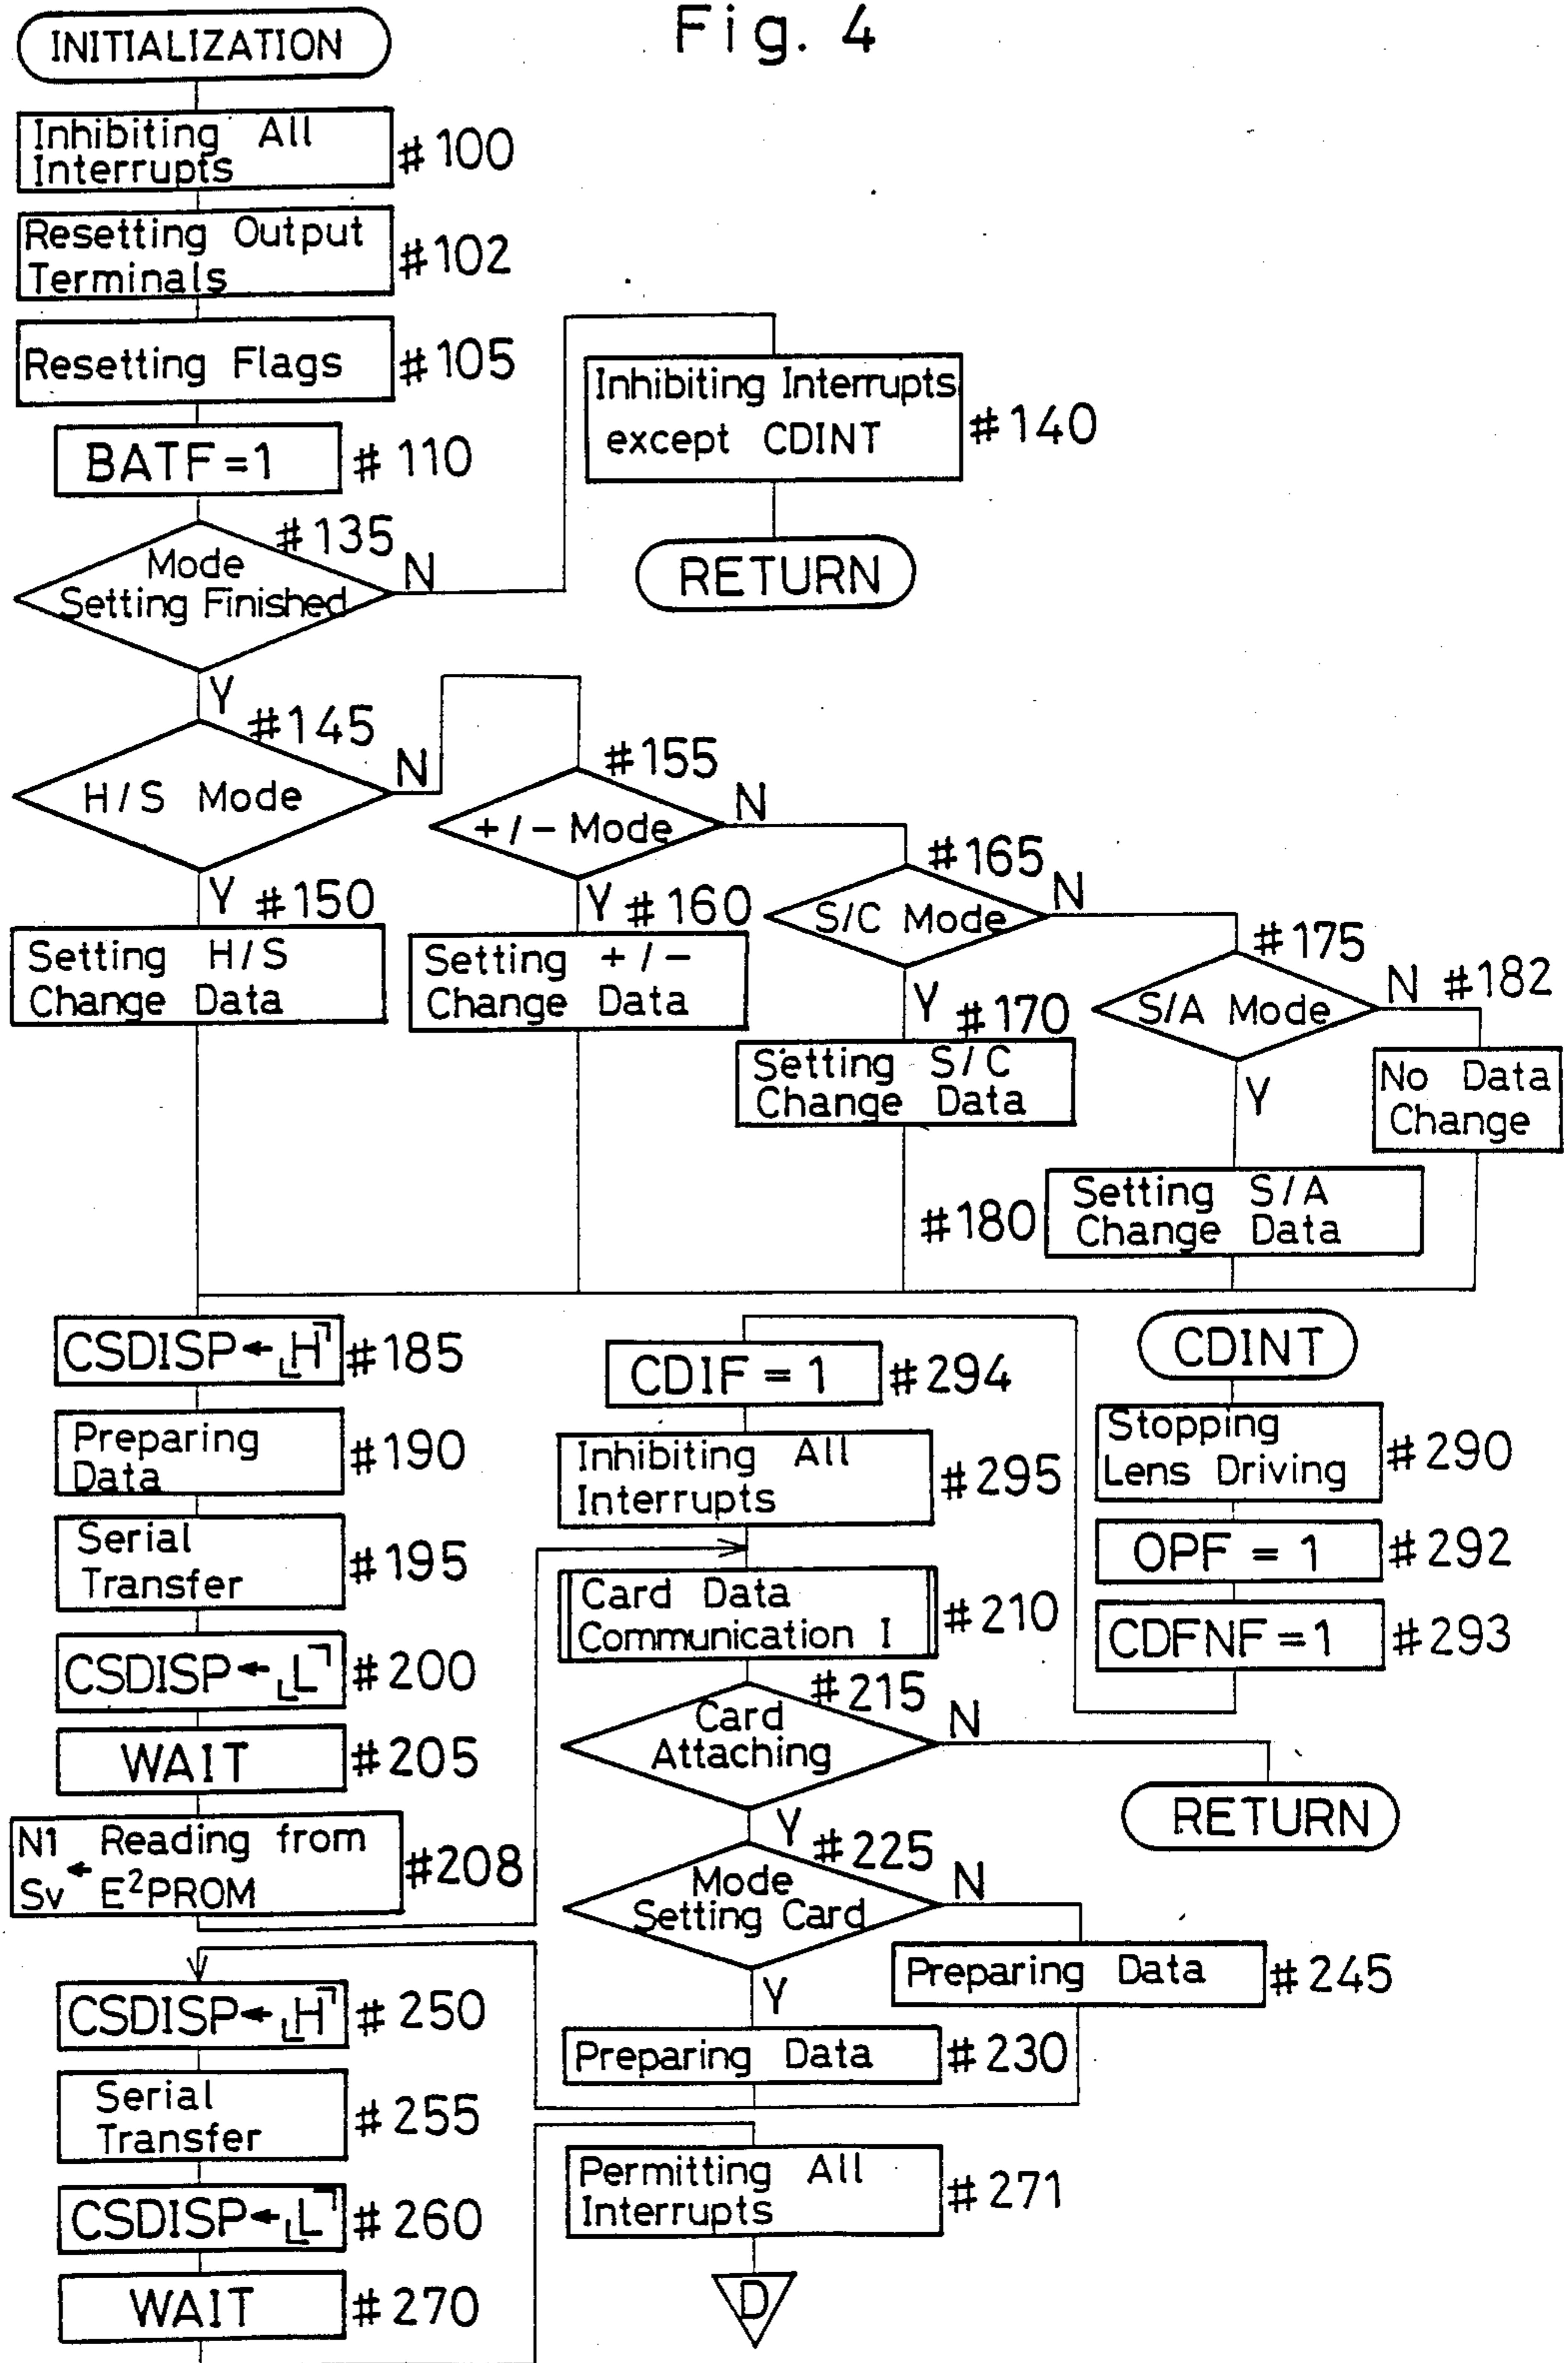 Fig. 4
INITIALIZATION
Inhibiting All
Interrupts
#100
Resetting Output
Terminals
#102
Resetting Flags
#105
BATF=1
#110
Inhibiting Interrupts
except CDINT
#140
RETURN
#135
Mode
Setting Finished
N
Y
#145
H/S Mode
N
Y
#150
Setting H/S
Change Data
#155
+/- Mode
N
Y
#160
Setting +/-
Change Data
#165
S/C Mode
N
Y
#170
Setting S/C
Change Data
#175
S/A Mode
N
#182
No Data
Change
Y
#180
Setting S/A
Change Data
CSDISP←「H」
#185
Preparing
Data
#190
Serial
Transfer
#195
CSDISP←「L」
#200
WAIT
#205
N1
Sv
←
Reading from
E²PROM
#208
CDINT
Stopping
Lens Driving
#290
OPF = 1
#292
CDFNF=1
#293
CDIF = 1
#294
Inhibiting All
Interrupts
#295
Card Data
Communication I
#210
#215
Card
Attaching
N
RETURN
Y
#225
Mode
Setting Card
N
Preparing Data
#245
Y
Preparing Data
#230
CSDISP←「H」
#250
Serial
Transfer
#255
CSDISP←「L」
#260
WAIT
#270
Permitting All
Interrupts
#271
D